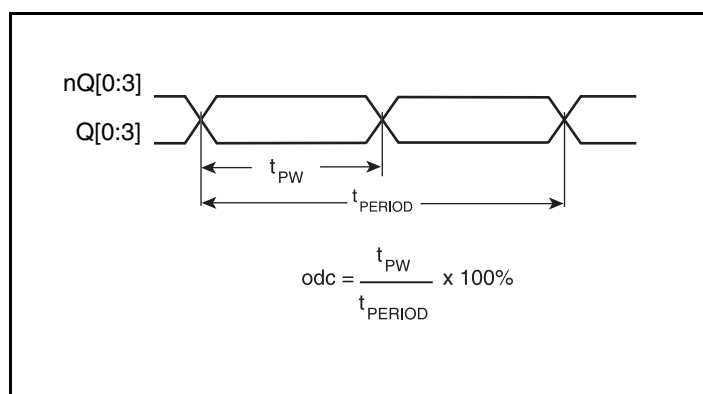 nQ[0:3]
Q[0:3]
tPW
tPERIOD
odc = tPW / tPERIOD x 100%